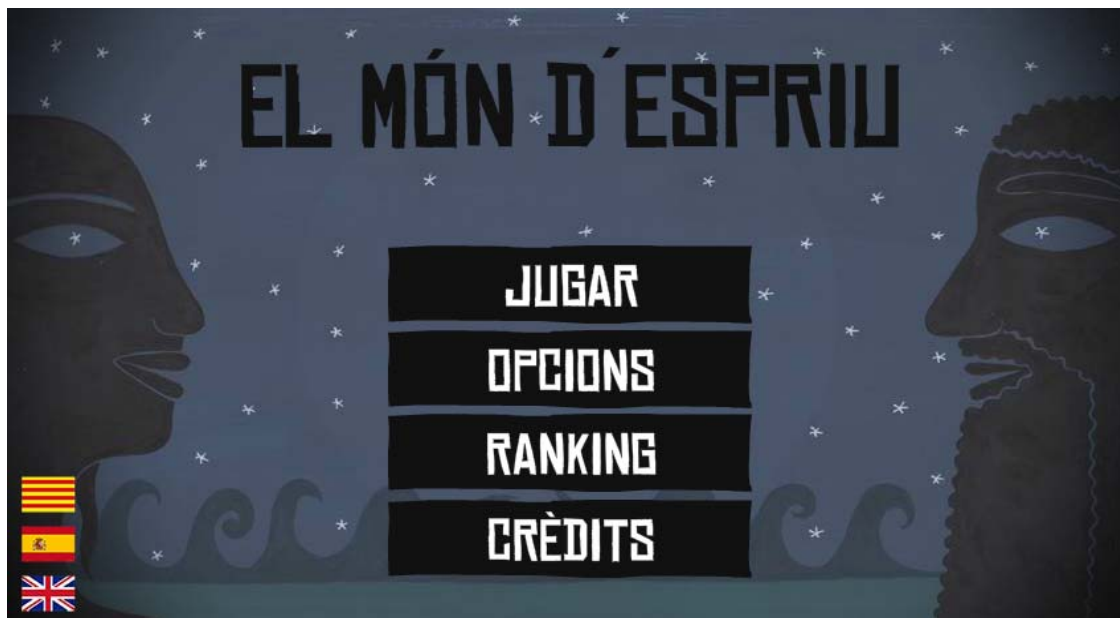 EL MÓN D´ESPRIU
JUGAR
OPCIONS
RANKING
CRÈDITS